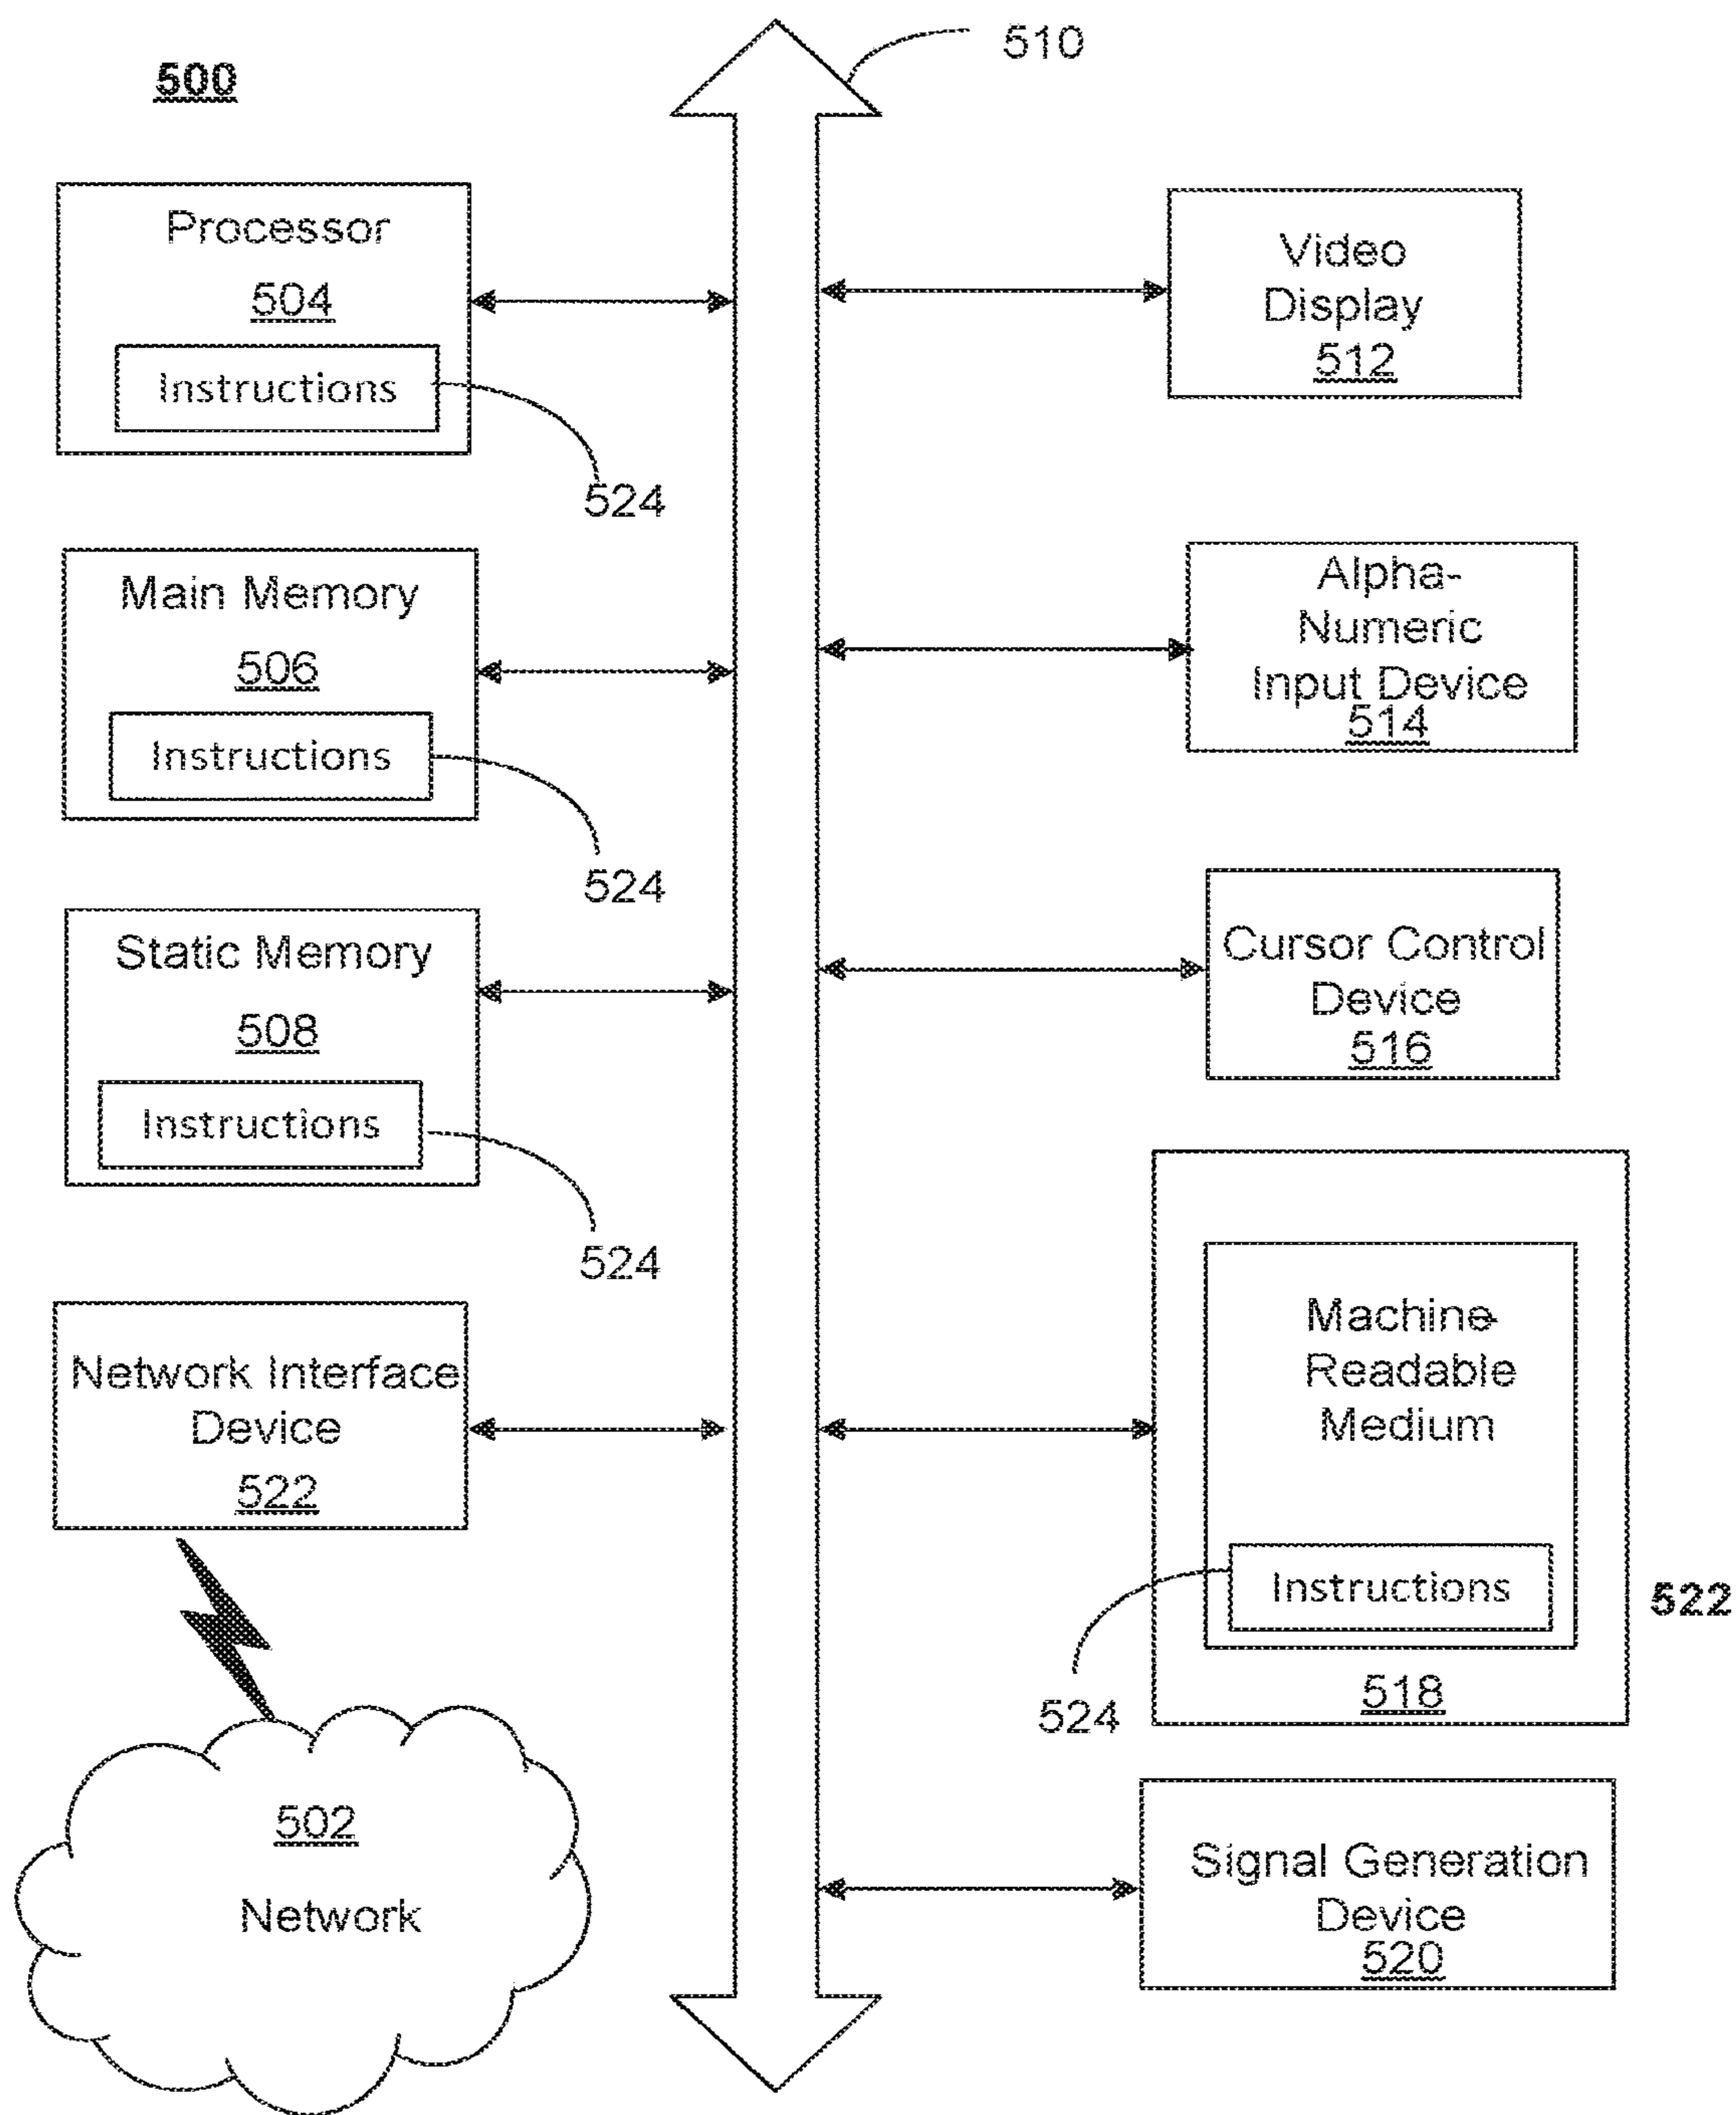 500
510
Processor
504
Instructions
524
Main Memory
506
Instructions
524
Static Memory
508
Instructions
524
Network Interface
Device
522
502
Network
Video
Display
512
Alpha-
Numeric
Input Device
514
Cursor Control
Device
516
Machine-
Readable
Medium
Instructions
522
518
524
Signal Generation
Device
520